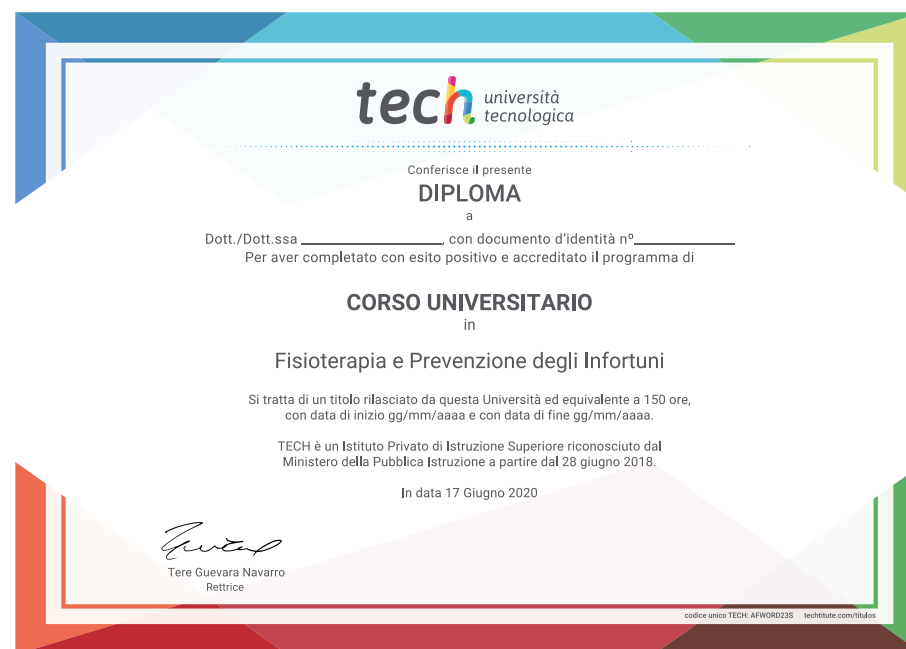 tech università
tecnologica
Conferisce il presente
DIPLOMA
a
Dott./Dott.ssa ____________________, con documento d'identità nº______________
Per aver completato con esito positivo e accreditato il programma di
CORSO UNIVERSITARIO
in
Fisioterapia e Prevenzione degli Infortuni
Si tratta di un titolo rilasciato da questa Università ed equivalente a 150 ore,
con data di inizio gg/mm/aaaa e con data di fine gg/mm/aaaa.
TECH è un Istituto Privato di Istruzione Superiore riconosciuto dal
Ministero della Pubblica Istruzione a partire dal 28 giugno 2018.
In data 17 Giugno 2020
Tere Guevara Navarro
Rettrice
codice unico TECH: AFWORD23S techtitute.com/titulos